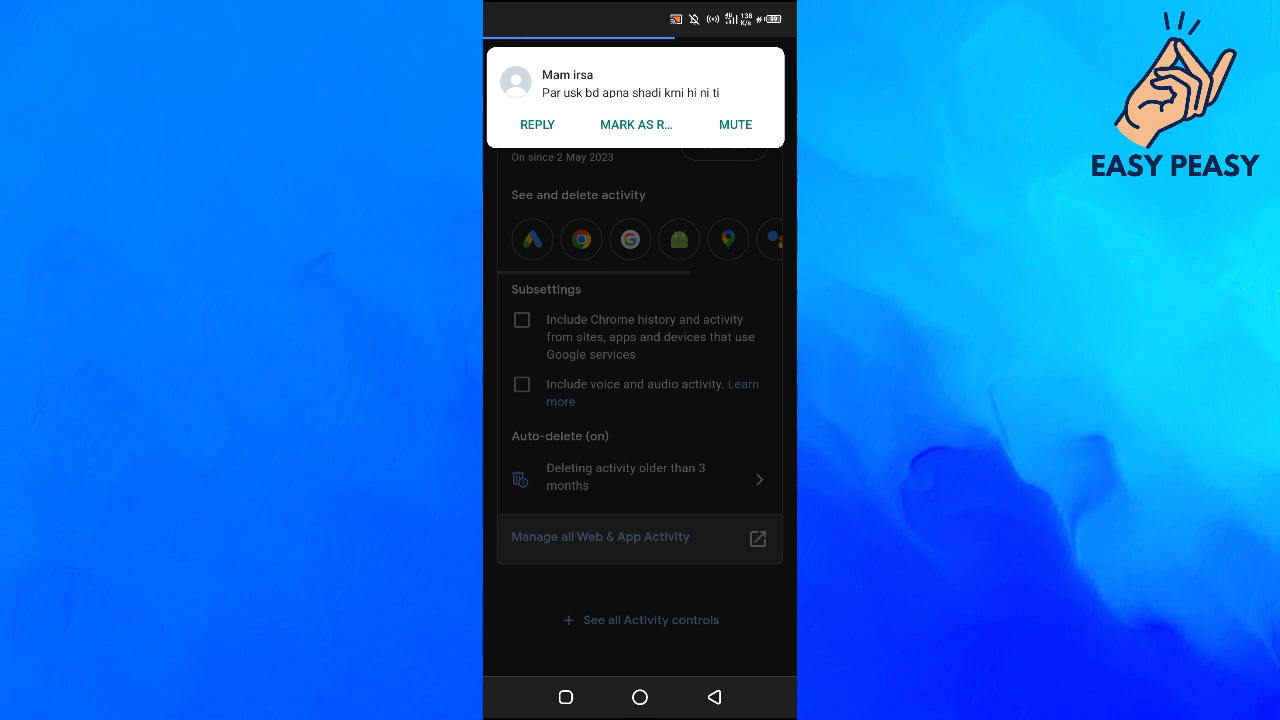 4G
138
K/s
99
Mam irsa
Par usk bd apna shadi krni hi ni ti
REPLY
MARK AS R...
MUTE
On since 2 May 2023
See and delete activity
Subsettings
Include Chrome history and activity
from sites, apps and devices that use
Google services
Include voice and audio activity. Learn
more
Auto-delete (on)
Deleting activity older than 3
months
Manage all Web & App Activity
+ See all Activity controls
EASY PEASY